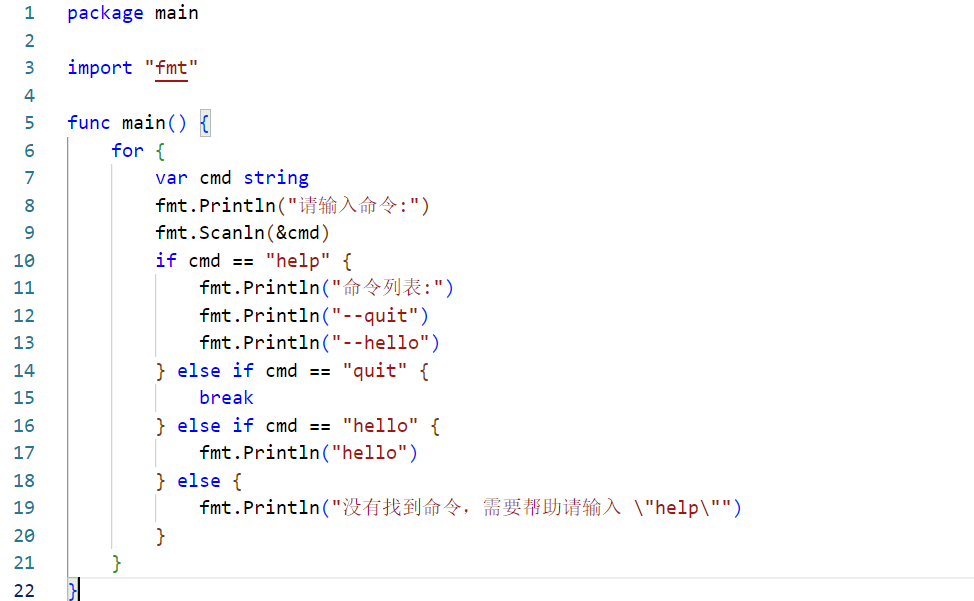 1 package main
2
3 import "fmt"
4
5 func main() {
6     for {
7         var cmd string
8         fmt.Println("请输入命令:")
9         fmt.Scanln(&cmd)
10         if cmd == "help" {
11             fmt.Println("命令列表:")
12             fmt.Println("--quit")
13             fmt.Println("--hello")
14         } else if cmd == "quit" {
15             break
16         } else if cmd == "hello" {
17             fmt.Println("hello")
18         } else {
19             fmt.Println("没有找到命令，需要帮助请输入 \"help\"")
20         }
21     }
22 }